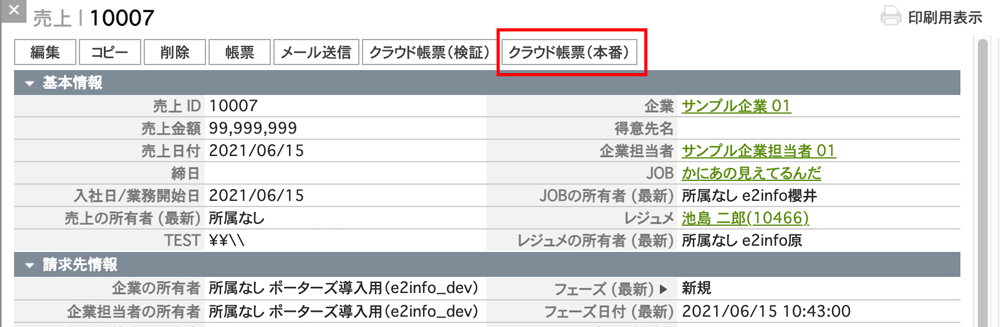 売上 | 10007 印刷用表示
編集 コピー 削除 帳票 メール送信 クラウド帳票(検証) クラウド帳票(本番)
基本情報
売上 ID 10007 企業 サンプル企業 01
売上金額 99,999,999 得意先名
売上日付 2021/06/15 企業担当者 サンプル企業担当者 01
締日 JOB かにあの見えてるんだ
入社日/業務開始日 2021/06/15 JOBの所有者 (最新) 所属なし e2info櫻井
売上の所有者 (最新) 所属なし レジュメ 池島 二郎(10466)
TEST ¥¥\\ レジュメの所有者 (最新) 所属なし e2info原
請求先情報
企業の所有者 所属なし ポーターズ導入用(e2info_dev) フェーズ (最新) ▶ 新規
企業担当者の所有者 所属なし ポーターズ導入用(e2info_dev) フェーズ日付 (最新) 2021/06/15 10:43:00